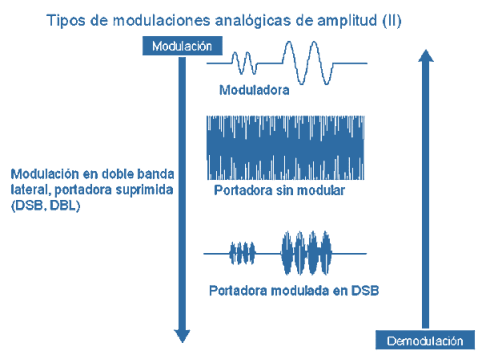 Tipos de modulaciones analógicas de amplitud (II)
Modulación
Moduladora
Modulación en doble banda
lateral, portadora suprimida
(DSB, DBL)
Portadora sin modular
Portadora modulada en DSB
Demodulación